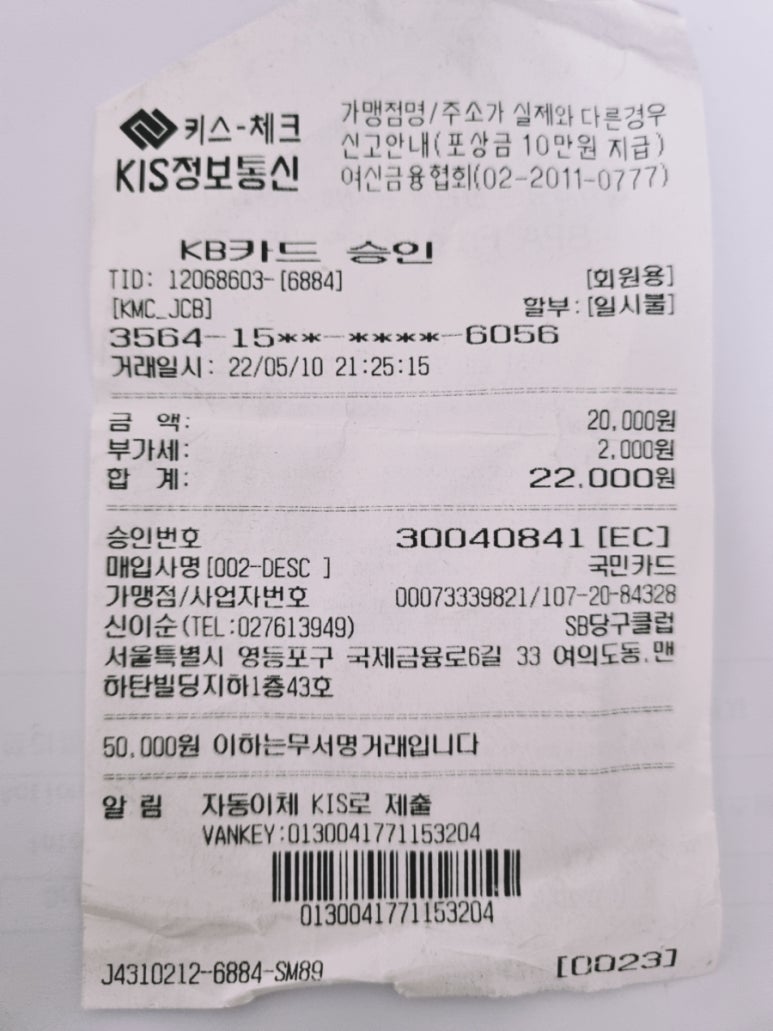 키스-체크
KIS정보통신
가맹점명/주소가 실제와 다른경우
신고안내(포상금 10만원 지급)
여신금융협회(02-2011-0777)
KB카드 승인
TID: 12068603-[6884] [회원용]
[KMC_JCB] 할부:[일시불]
3564-15**-****-6056
거래일시: 22/05/10 21:25:15
금 액: 20,000원
부가세: 2,000원
합 계: 22,000원
승인번호 30040841 [EC]
매입사명[002-DESC ] 국민카드
가맹점/사업자번호 00073339821/107-20-84328
신이순(TEL:027613949) SB당구클럽
서울특별시 영등포구 국제금융로6길 33 여의도동,맨
하탄빌딩지하1층43호
50,000원 이하는무서명거래입니다
알 림 자동이체 KIS로 제출
VANKEY:0130041771153204
0130041771153204
J4310212-6884-SM89 [0023]